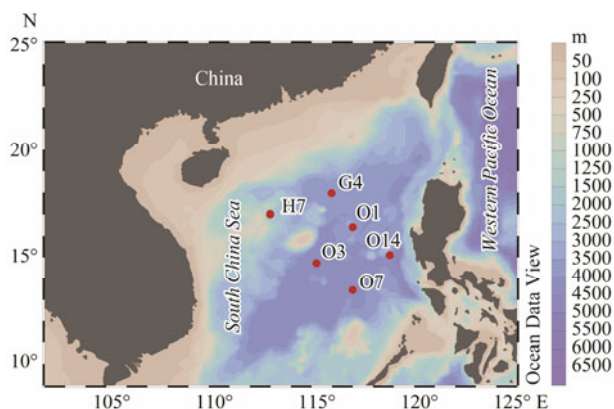 N
25°
20°
15°
10°
105°
110°
115°
120°
125° E
China
South China Sea
Western Pacific Ocean
G4
H7
O1
O14
O3
O7
Ocean Data View
m
50
100
250
500
750
1000
1500
2000
2500
3000
3500
4000
4500
5000
5500
6000
6500